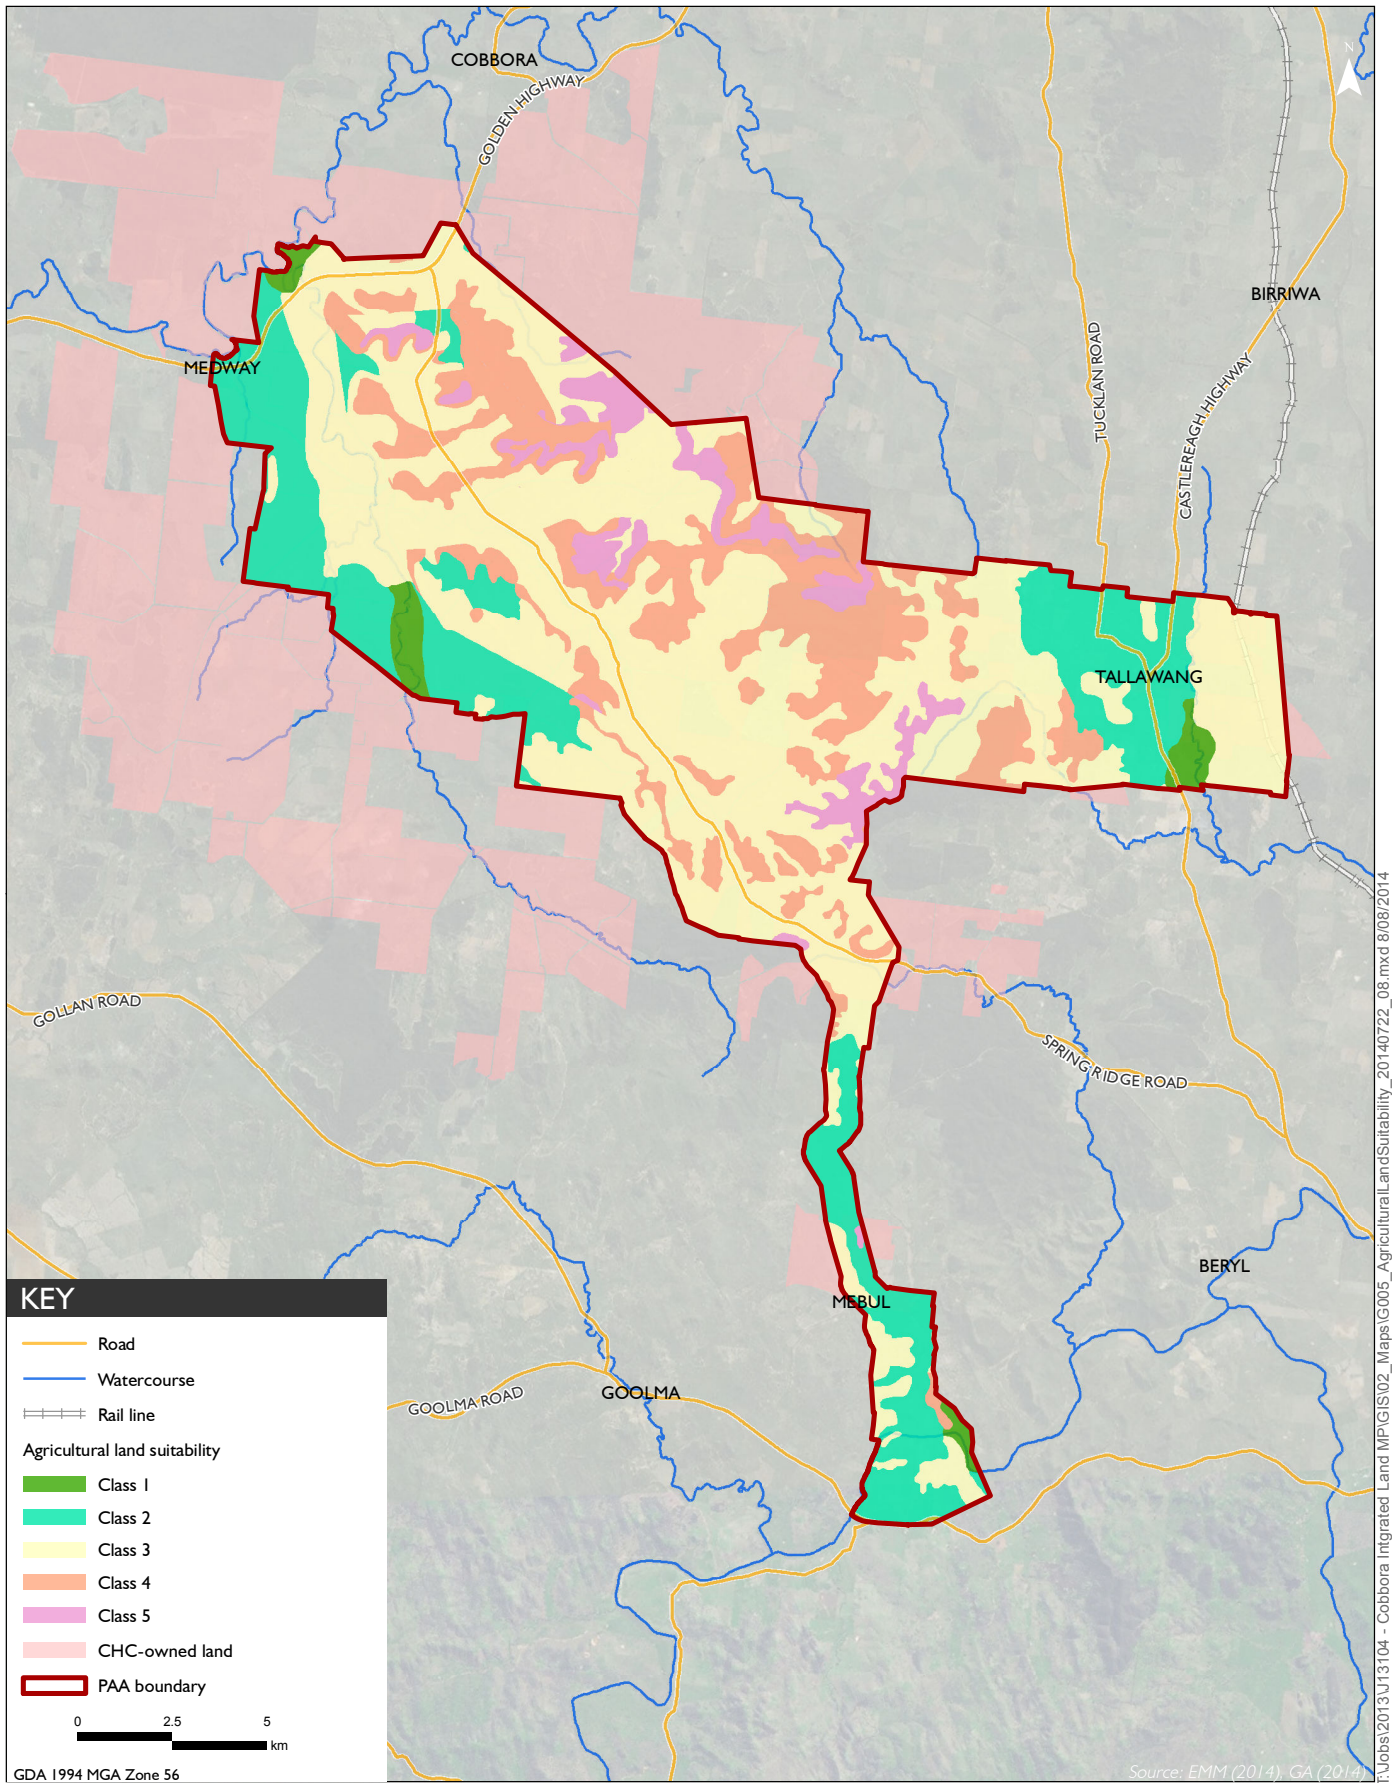 COBBORA
GOLDEN HIGHWAY
N
BIRRIWA
MEDWAY
TUCKLAN ROAD
CASTLEREAGH HIGHWAY
TALLAWANG
GOLLAN ROAD
SPRING RIDGE ROAD
BERYL
MEBUL
GOOLMA
GOOLMA ROAD
KEY
Road
Watercourse
Rail line
Agricultural land suitability
Class 1
Class 2
Class 3
Class 4
Class 5
CHC-owned land
PAA boundary
0 2.5 5
km
GDA 1994 MGA Zone 56
Source: EMM (2014), GA (2014)
T:\Jobs\2013\J13104 - Cobbora Intgrated Land MP\GIS\02_Maps\G005_AgriculturalLandSuitability_20140722_08.mxd 8/08/2014